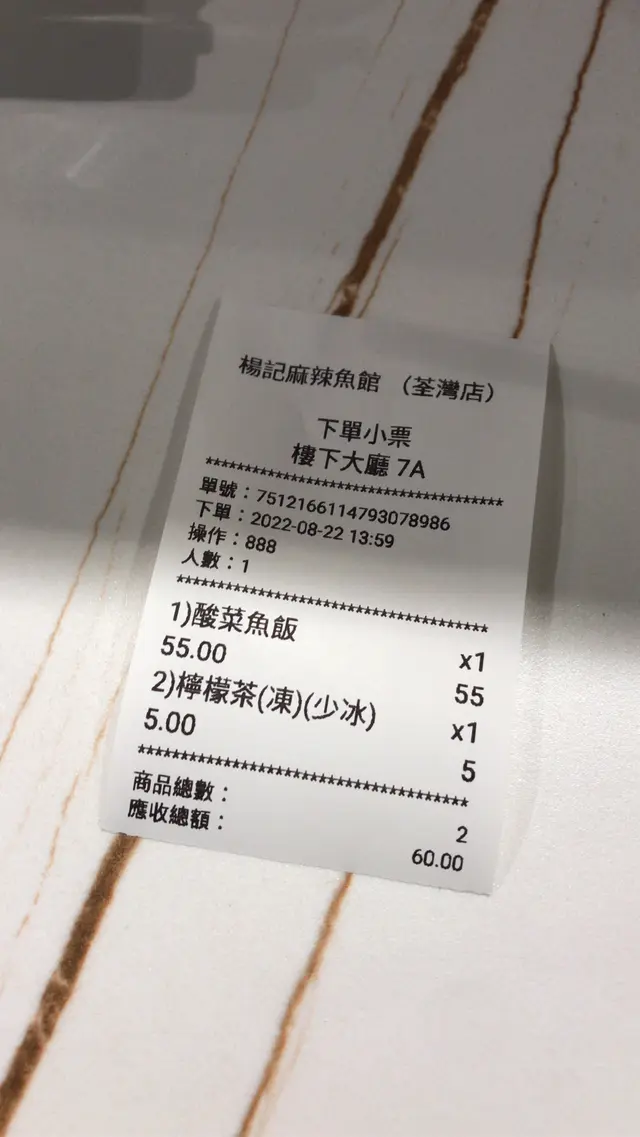 楊記麻辣魚館 （荃灣店）
下單小票
樓下大廳 7A
**************************************
單號：7512166114793078986
下單：2022-08-22 13:59
操作：888
人數：1
**************************************
1)酸菜魚飯 x1
55.00 55
2)檸檬茶(凍)(少冰) x1
5.00 5
**************************************
商品總數： 2
應收總額： 60.00